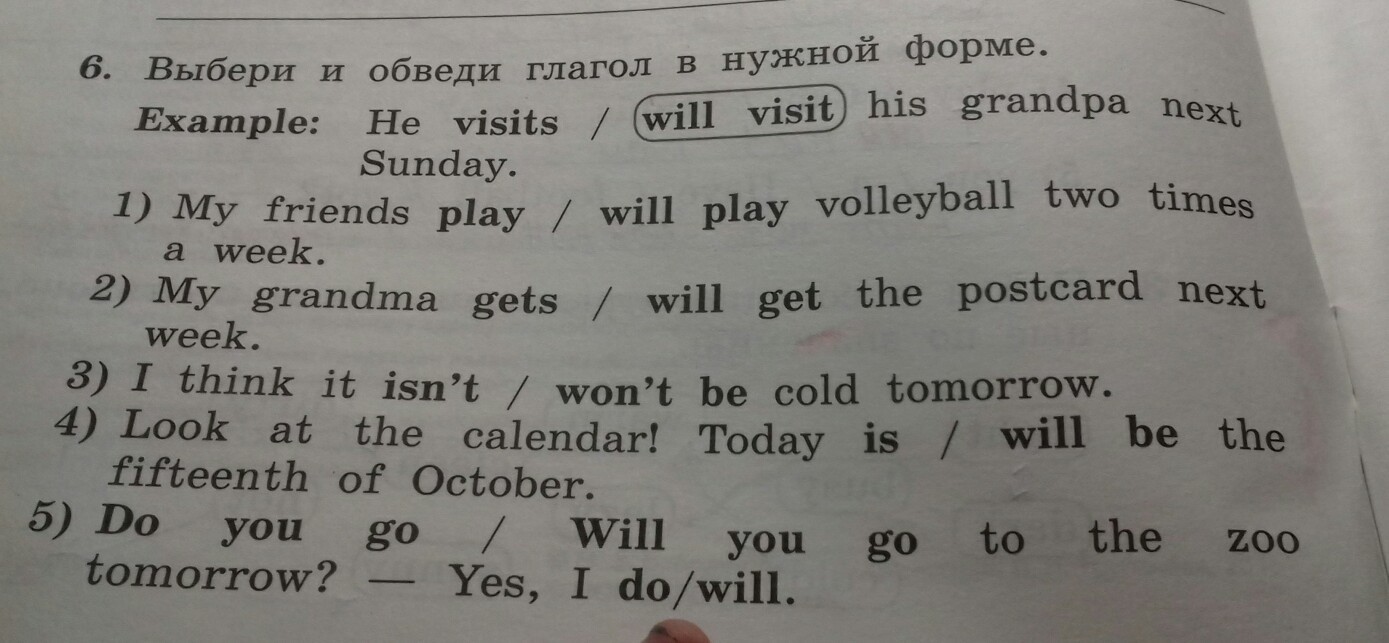 6. Выбери и обведи глагол в нужной форме.
Example: He visits / will visit his grandpa next
Sunday.
1) My friends play / will play volleyball two times
a week.
2) My grandma gets / will get the postcard next
week.
3) I think it isn't / won't be cold tomorrow.
4) Look at the calendar! Today is / will be the
fifteenth of October.
5) Do you go / Will you go to the zoo
tomorrow? — Yes, I do/will.